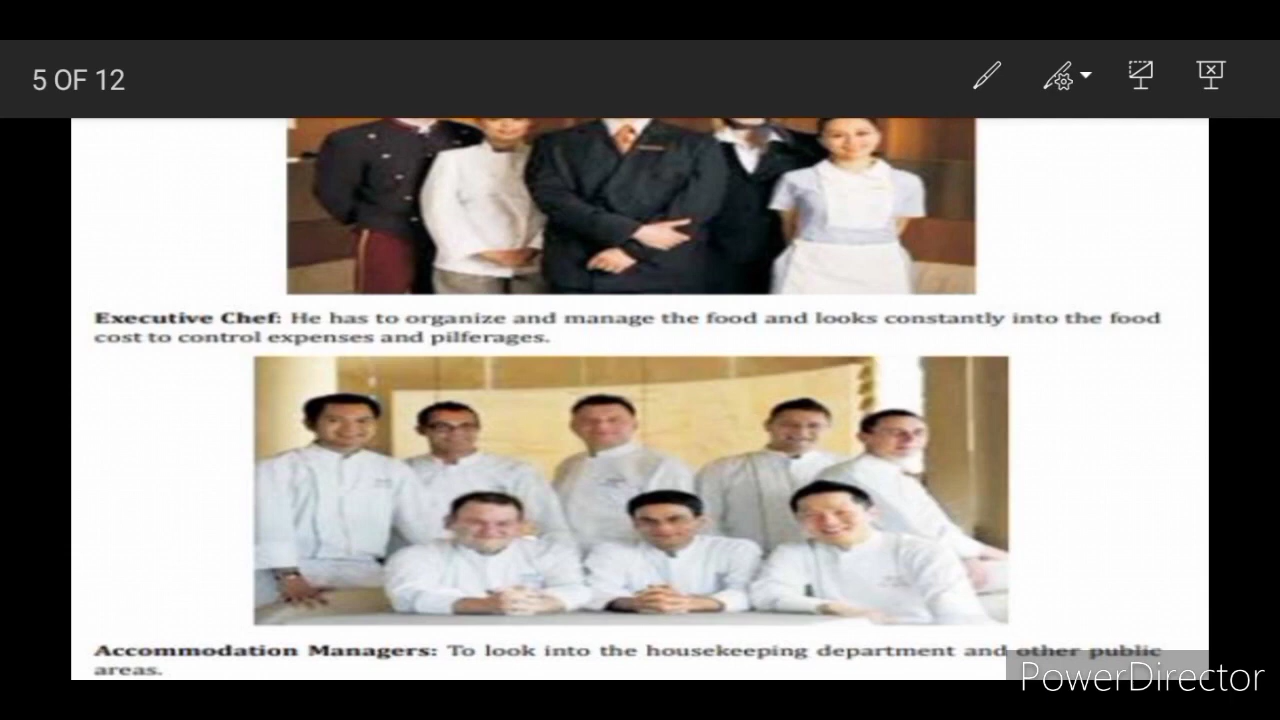 5 OF 12
Executive Chef: He has to organize and manage the food and looks constantly into the food
cost to control expenses and pilferages.
Accommodation Managers: To look into the housekeeping department and other public
areas.
PowerDirector